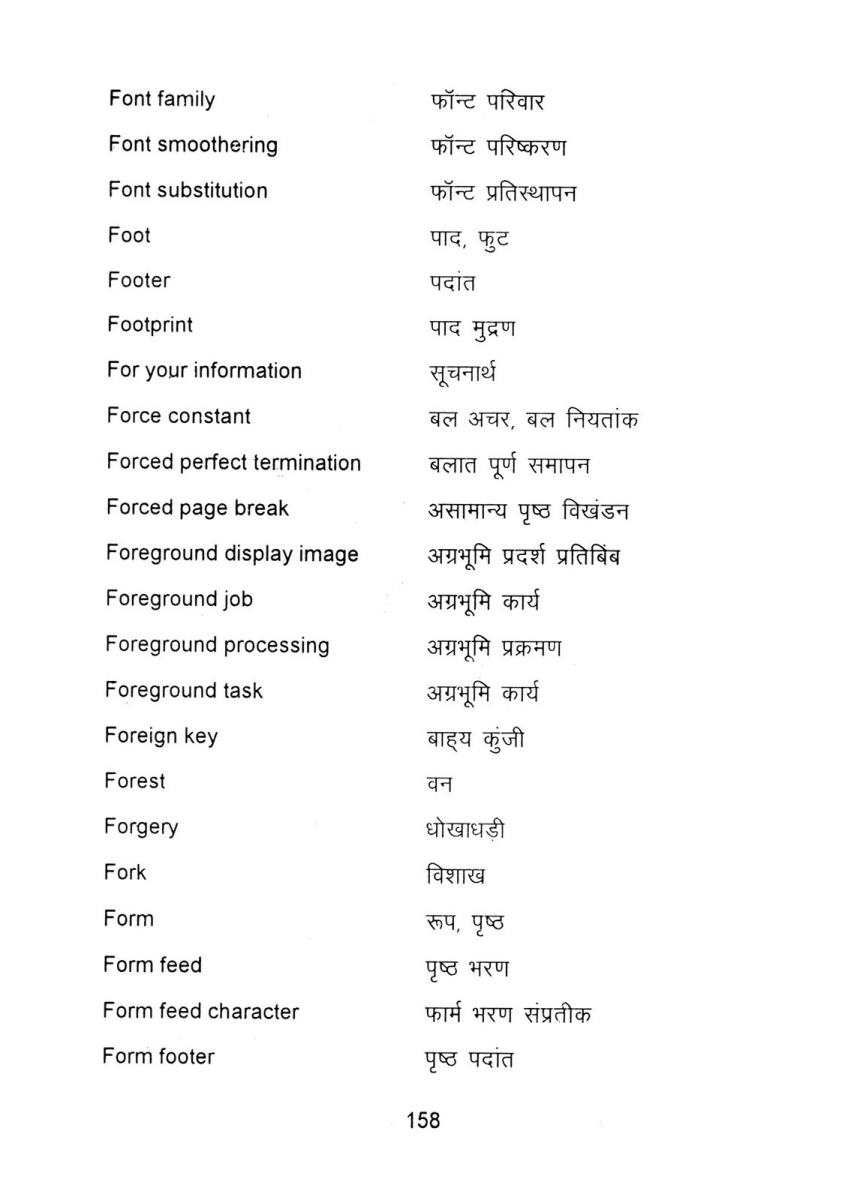 Font family फॉन्ट परिवार
Font smoothering फॉन्ट परिष्करण
Font substitution फॉन्ट प्रतिस्थापन
Foot पाद, फुट
Footer पदांत
Footprint पाद मुद्रण
For your information सूचनार्थ
Force constant बल अचर, बल नियतांक
Forced perfect termination बलात पूर्ण समापन
Forced page break असामान्य पृष्ठ विखंडन
Foreground display image अग्रभूमि प्रदर्श प्रतिबिंब
Foreground job अग्रभूमि कार्य
Foreground processing अग्रभूमि प्रक्रमण
Foreground task अग्रभूमि कार्य
Foreign key बाह्य कुंजी
Forest वन
Forgery धोखाधड़ी
Fork विशाख
Form रूप, पृष्ठ
Form feed पृष्ठ भरण
Form feed character फार्म भरण संप्रतीक
Form footer पृष्ठ पदांत
158